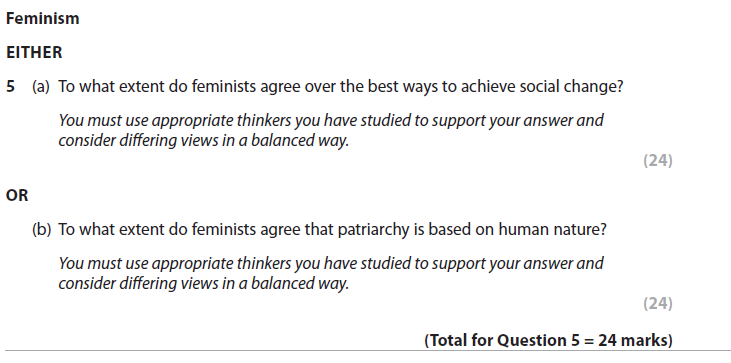 Feminism
EITHER
5 (a) To what extent do feminists agree over the best ways to achieve social change?
You must use appropriate thinkers you have studied to support your answer and
consider differing views in a balanced way.
(24)
OR
(b) To what extent do feminists agree that patriarchy is based on human nature?
You must use appropriate thinkers you have studied to support your answer and
consider differing views in a balanced way.
(24)
(Total for Question 5 = 24 marks)